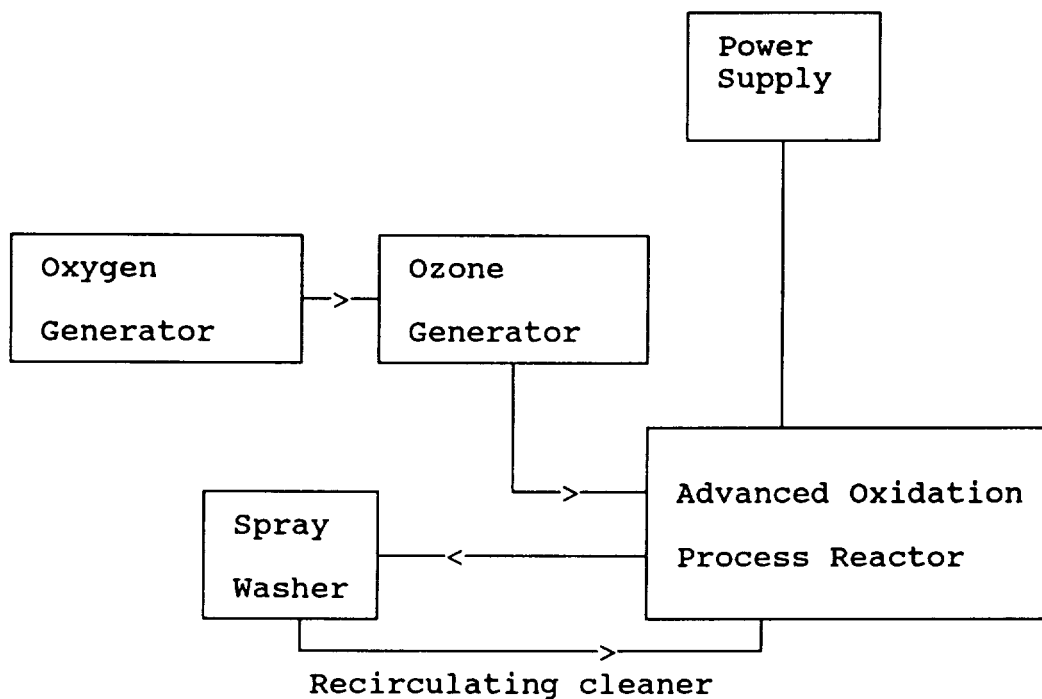 Power
Supply
Oxygen
Generator
Ozone
Generator
Advanced Oxidation
Process Reactor
Spray
Washer
Recirculating cleaner